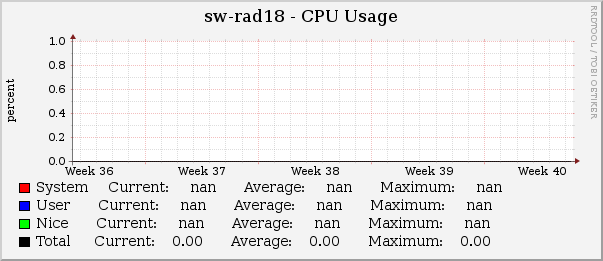 sw-rad18 - CPU Usage
RRDTOOL / TOBI OETIKER
percent
1.0
0.8
0.6
0.4
0.2
0.0
Week 36 Week 37 Week 38 Week 39 Week 40
System Current: nan Average: nan Maximum: nan
User Current: nan Average: nan Maximum: nan
Nice Current: nan Average: nan Maximum: nan
Total Current: 0.00 Average: 0.00 Maximum: 0.00